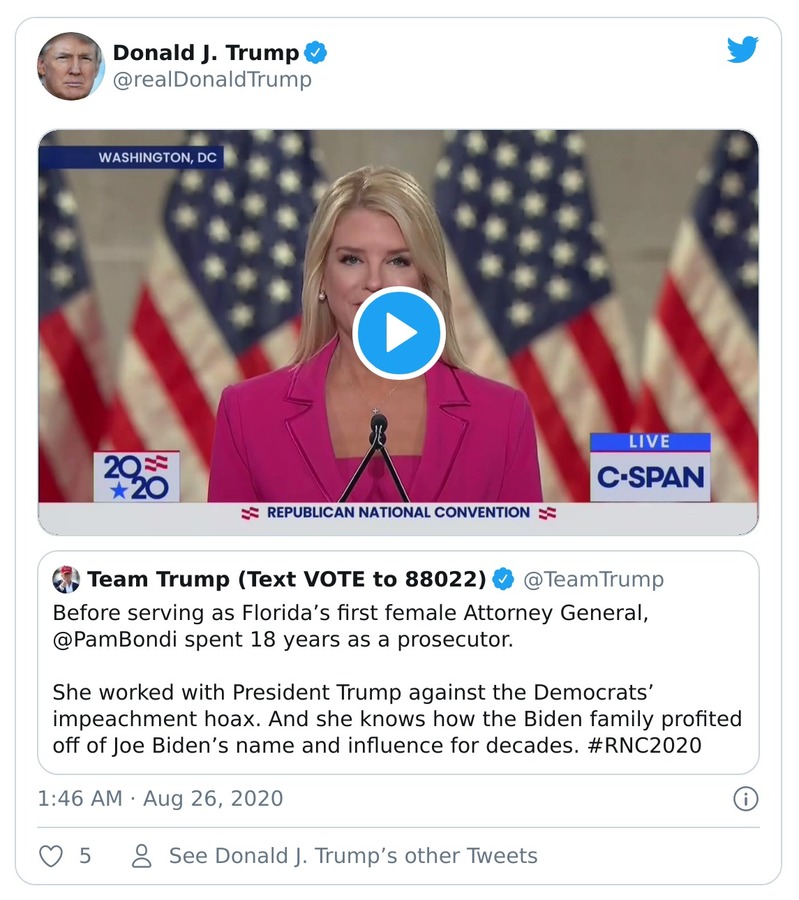 Donald J. Trump
@realDonaldTrump
WASHINGTON, DC
20
20
LIVE
C-SPAN
REPUBLICAN NATIONAL CONVENTION
Team Trump (Text VOTE to 88022) @TeamTrump
Before serving as Florida’s first female Attorney General,
@PamBondi spent 18 years as a prosecutor.
She worked with President Trump against the Democrats’
impeachment hoax. And she knows how the Biden family profited
off of Joe Biden’s name and influence for decades. #RNC2020
1:46 AM · Aug 26, 2020
5
See Donald J. Trump’s other Tweets